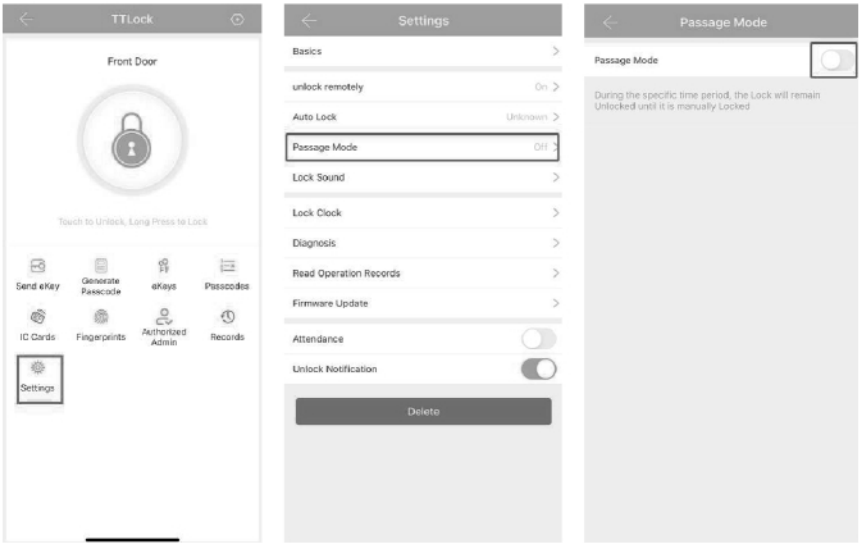 TTLock
Front Door
Touch to Unlock, Long Press to Lock
Send eKey
Generate
Passcode
eKeys
Passcodes
IC Cards
Fingerprints
Authorized
Admin
Records
Settings
Settings
Basics
unlock remotely On
Auto Lock Unknown
Passage Mode Off
Lock Sound
Lock Clock
Diagnosis
Read Operation Records
Firmware Update
Attendance
Unlock Notification
Delete
Passage Mode
Passage Mode
During the specific time period, the Lock will remain
Unlocked until it is manually Locked